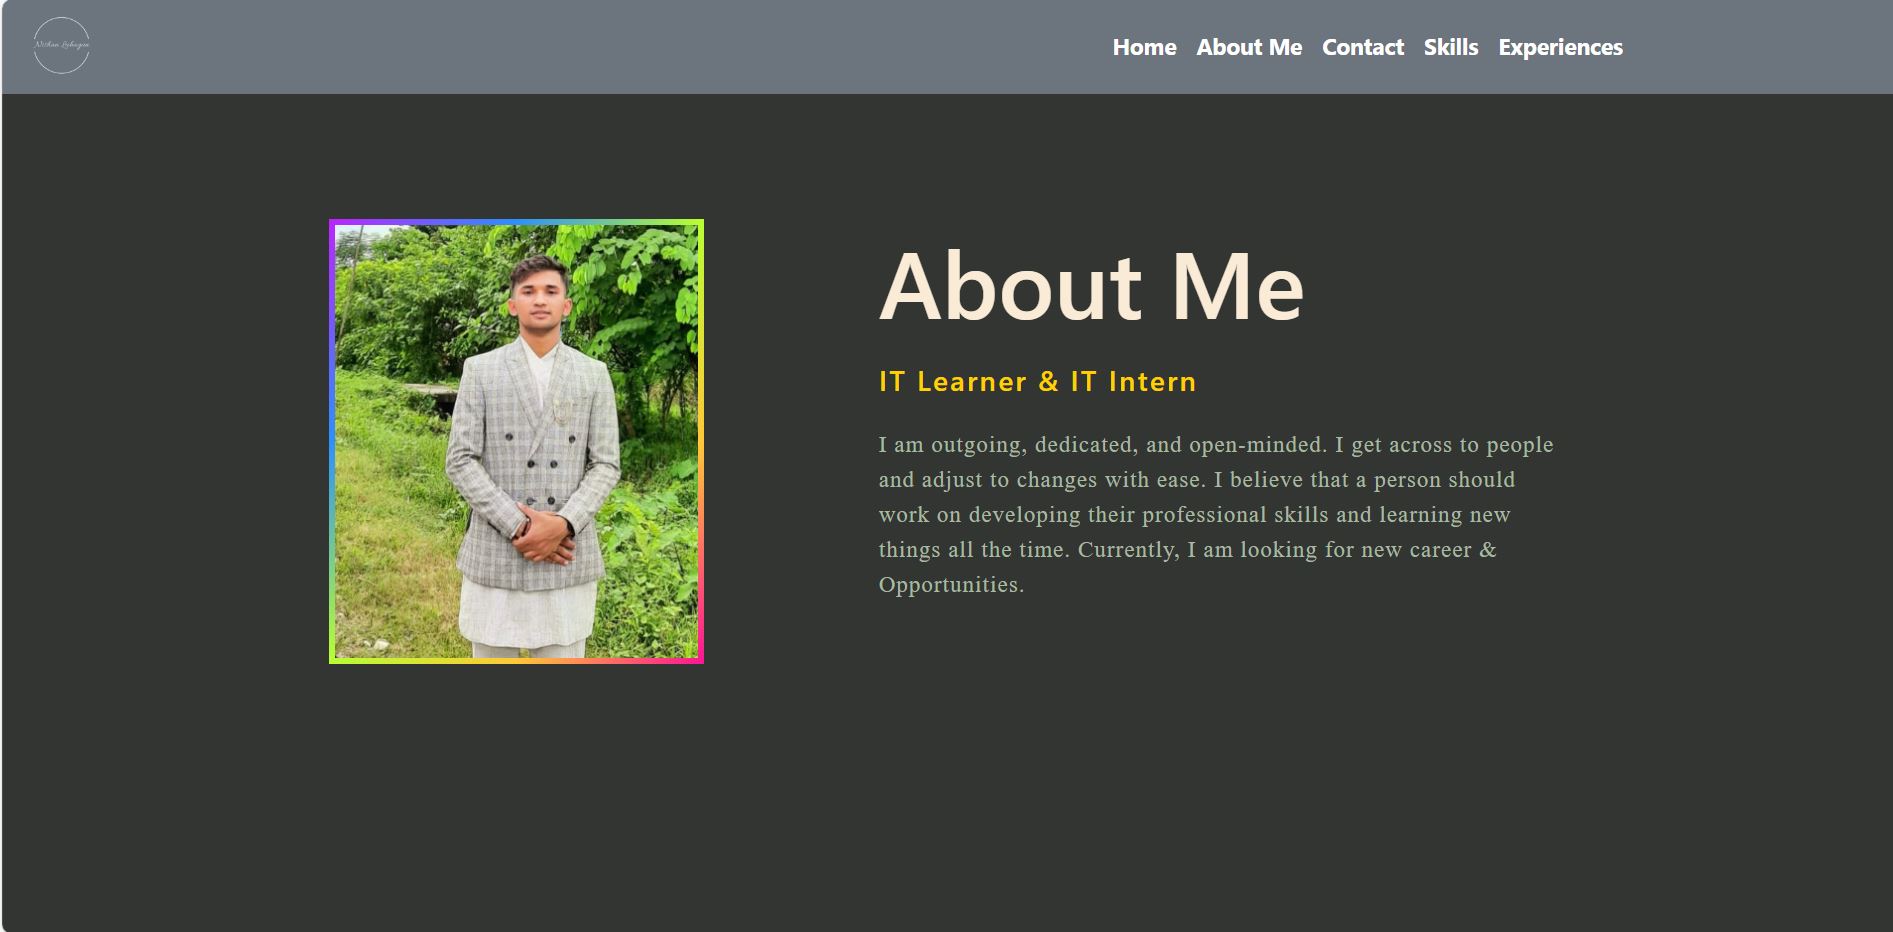 Home About Me Contact Skills Experiences
About Me
IT Learner & IT Intern
I am outgoing, dedicated, and open-minded. I get across to people
and adjust to changes with ease. I believe that a person should
work on developing their professional skills and learning new
things all the time. Currently, I am looking for new career &
Opportunities.